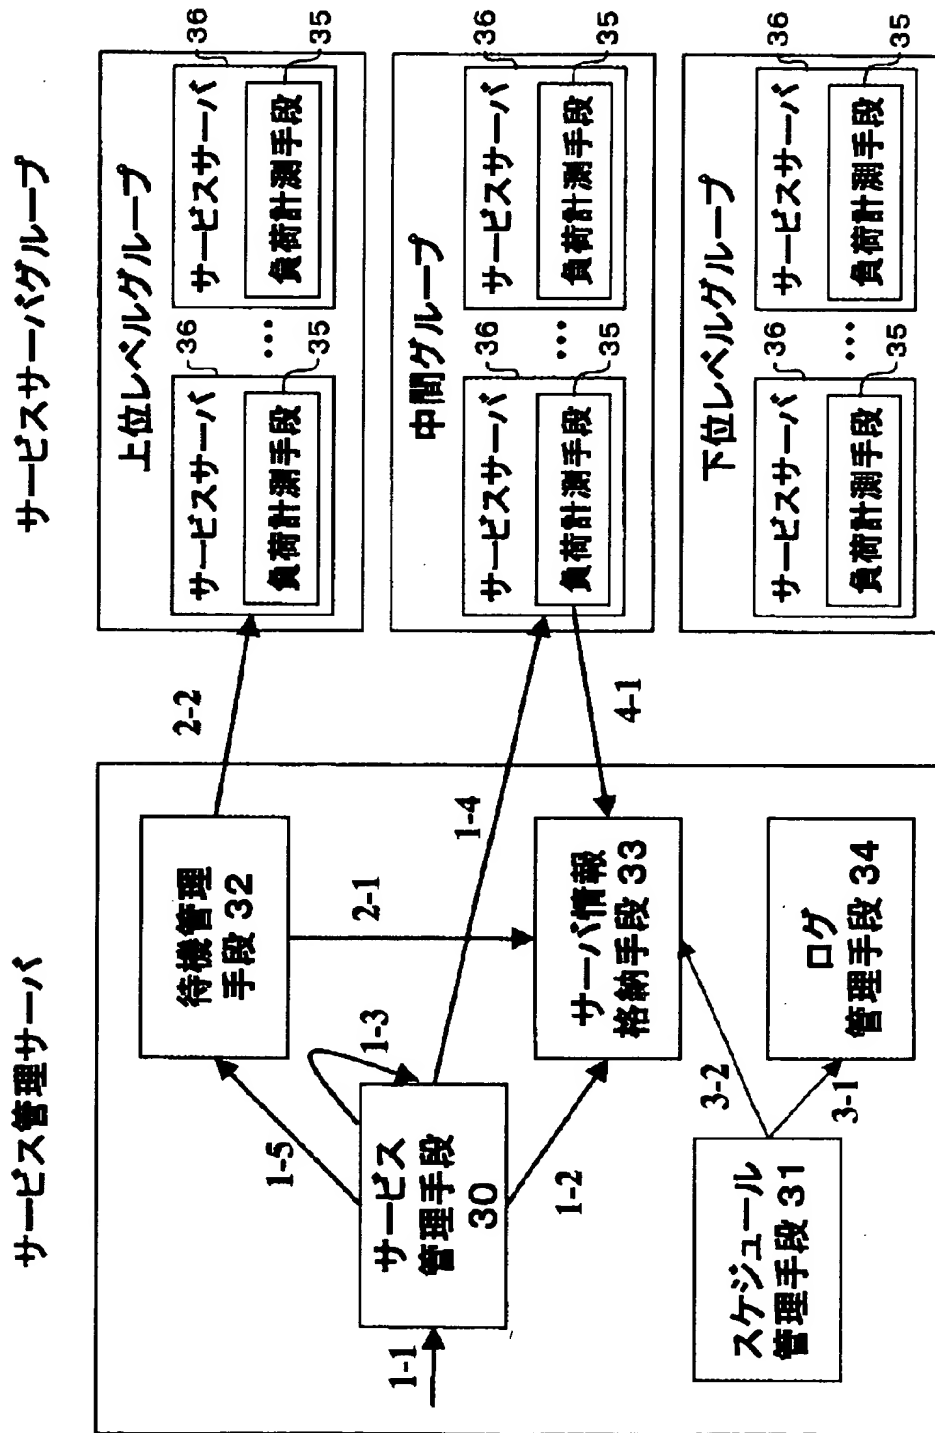 サービス管理サーバ
サービスサーバグループ
1-1
サービス
管理手段
30
1-5
1-3
1-2
1-4
待機管理
手段 32
2-1
2-2
サーバ情報
格納手段 33
4-1
スケジュール
管理手段 31
3-2
3-1
ログ
管理手段 34
上位レベルグループ
36
サービスサーバ
負荷計測手段
35
...
36
サービスサーバ
負荷計測手段
35
中間グループ
36
サービスサーバ
負荷計測手段
35
...
36
サービスサーバ
負荷計測手段
35
下位レベルグループ
36
サービスサーバ
負荷計測手段
35
...
36
サービスサーバ
負荷計測手段
35